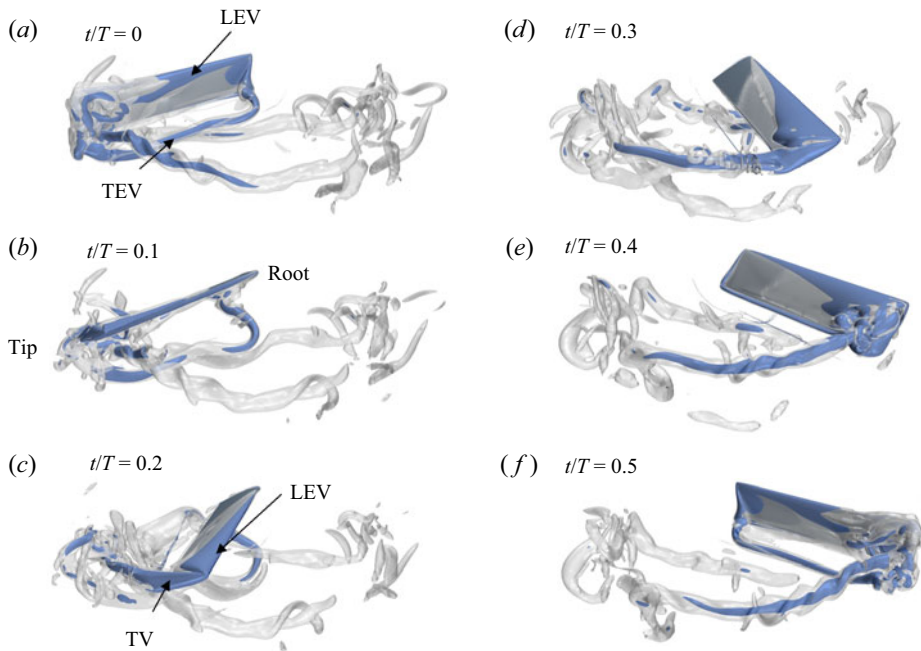 (a)
t/T = 0
LEV
TEV
(b)
t/T = 0.1
Root
Tip
(c)
t/T = 0.2
LEV
TV
(d)
t/T = 0.3
(e)
t/T = 0.4
(f)
t/T = 0.5